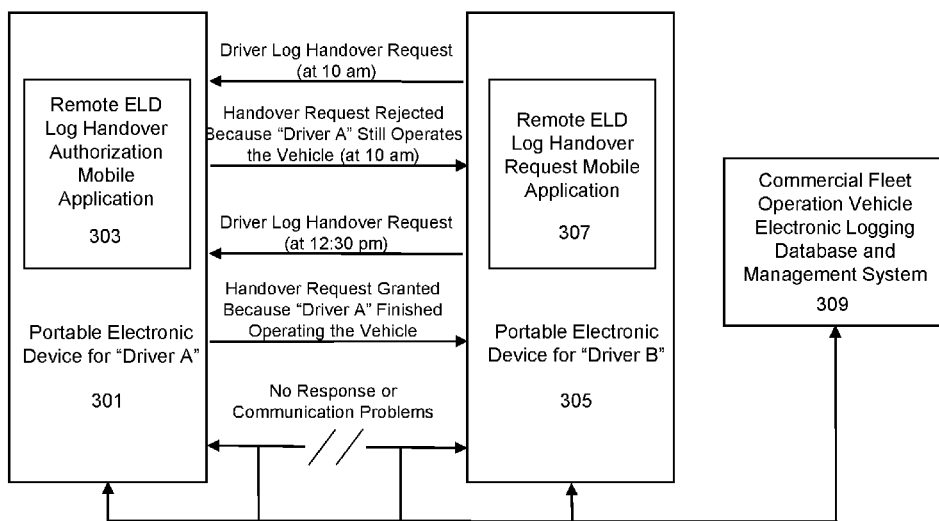 Remote ELD
Log Handover
Authorization
Mobile
Application
303
Portable Electronic
Device for "Driver A"
301
Driver Log Handover Request
(at 10 am)
Handover Request Rejected
Because "Driver A" Still Operates
the Vehicle (at 10 am)
Driver Log Handover Request
(at 12:30 pm)
Handover Request Granted
Because "Driver A" Finished
Operating the Vehicle
No Response or
Communication Problems
Remote ELD
Log Handover
Request Mobile
Application
307
Portable Electronic
Device for "Driver B"
305
Commercial Fleet
Operation Vehicle
Electronic Logging
Database and
Management System
309